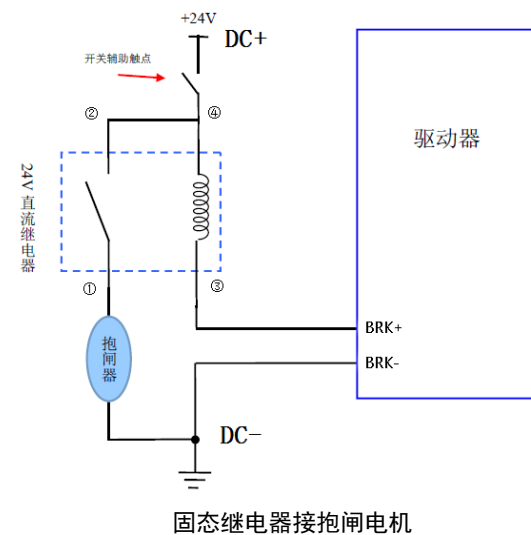 +24V
DC+
开关辅助触点
②
④
驱动器
24V 直流继电器
①
③
抱闸器
BRK+
BRK-
DC-
固态继电器接抱闸电机